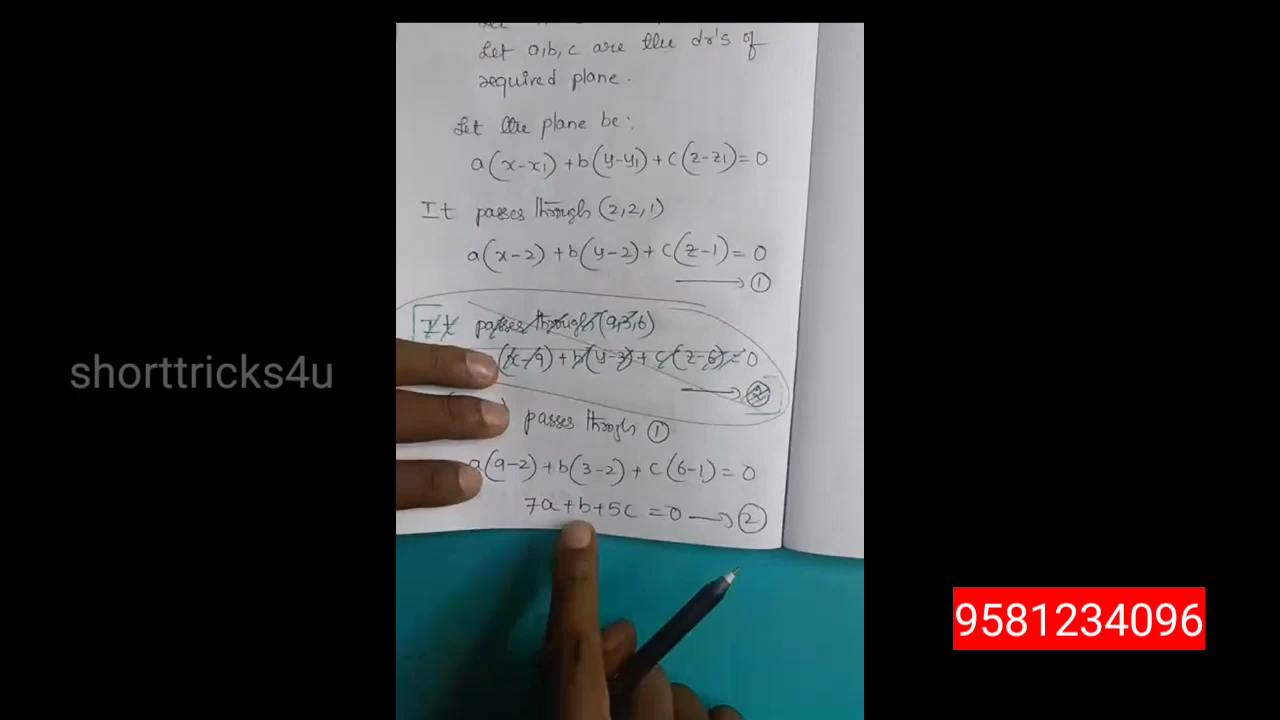 Let a,b,c are the dr's of
required plane.
Let the plane be:
a(x-x₁)+b(y-y₁)+c(z-z₁)=0
It passes through (2,2,1)
a(x-2)+b(y-2)+c(z-1)=0
→ ①
It passes through (9,3,6)
(x-9)+b(y-3)+c(z-6)=0
→ ②
shorttricks4u
passes through ①
a(9-2)+b(3-2)+c(6-1)=0
7a+b+5c=0 → ②
9581234096